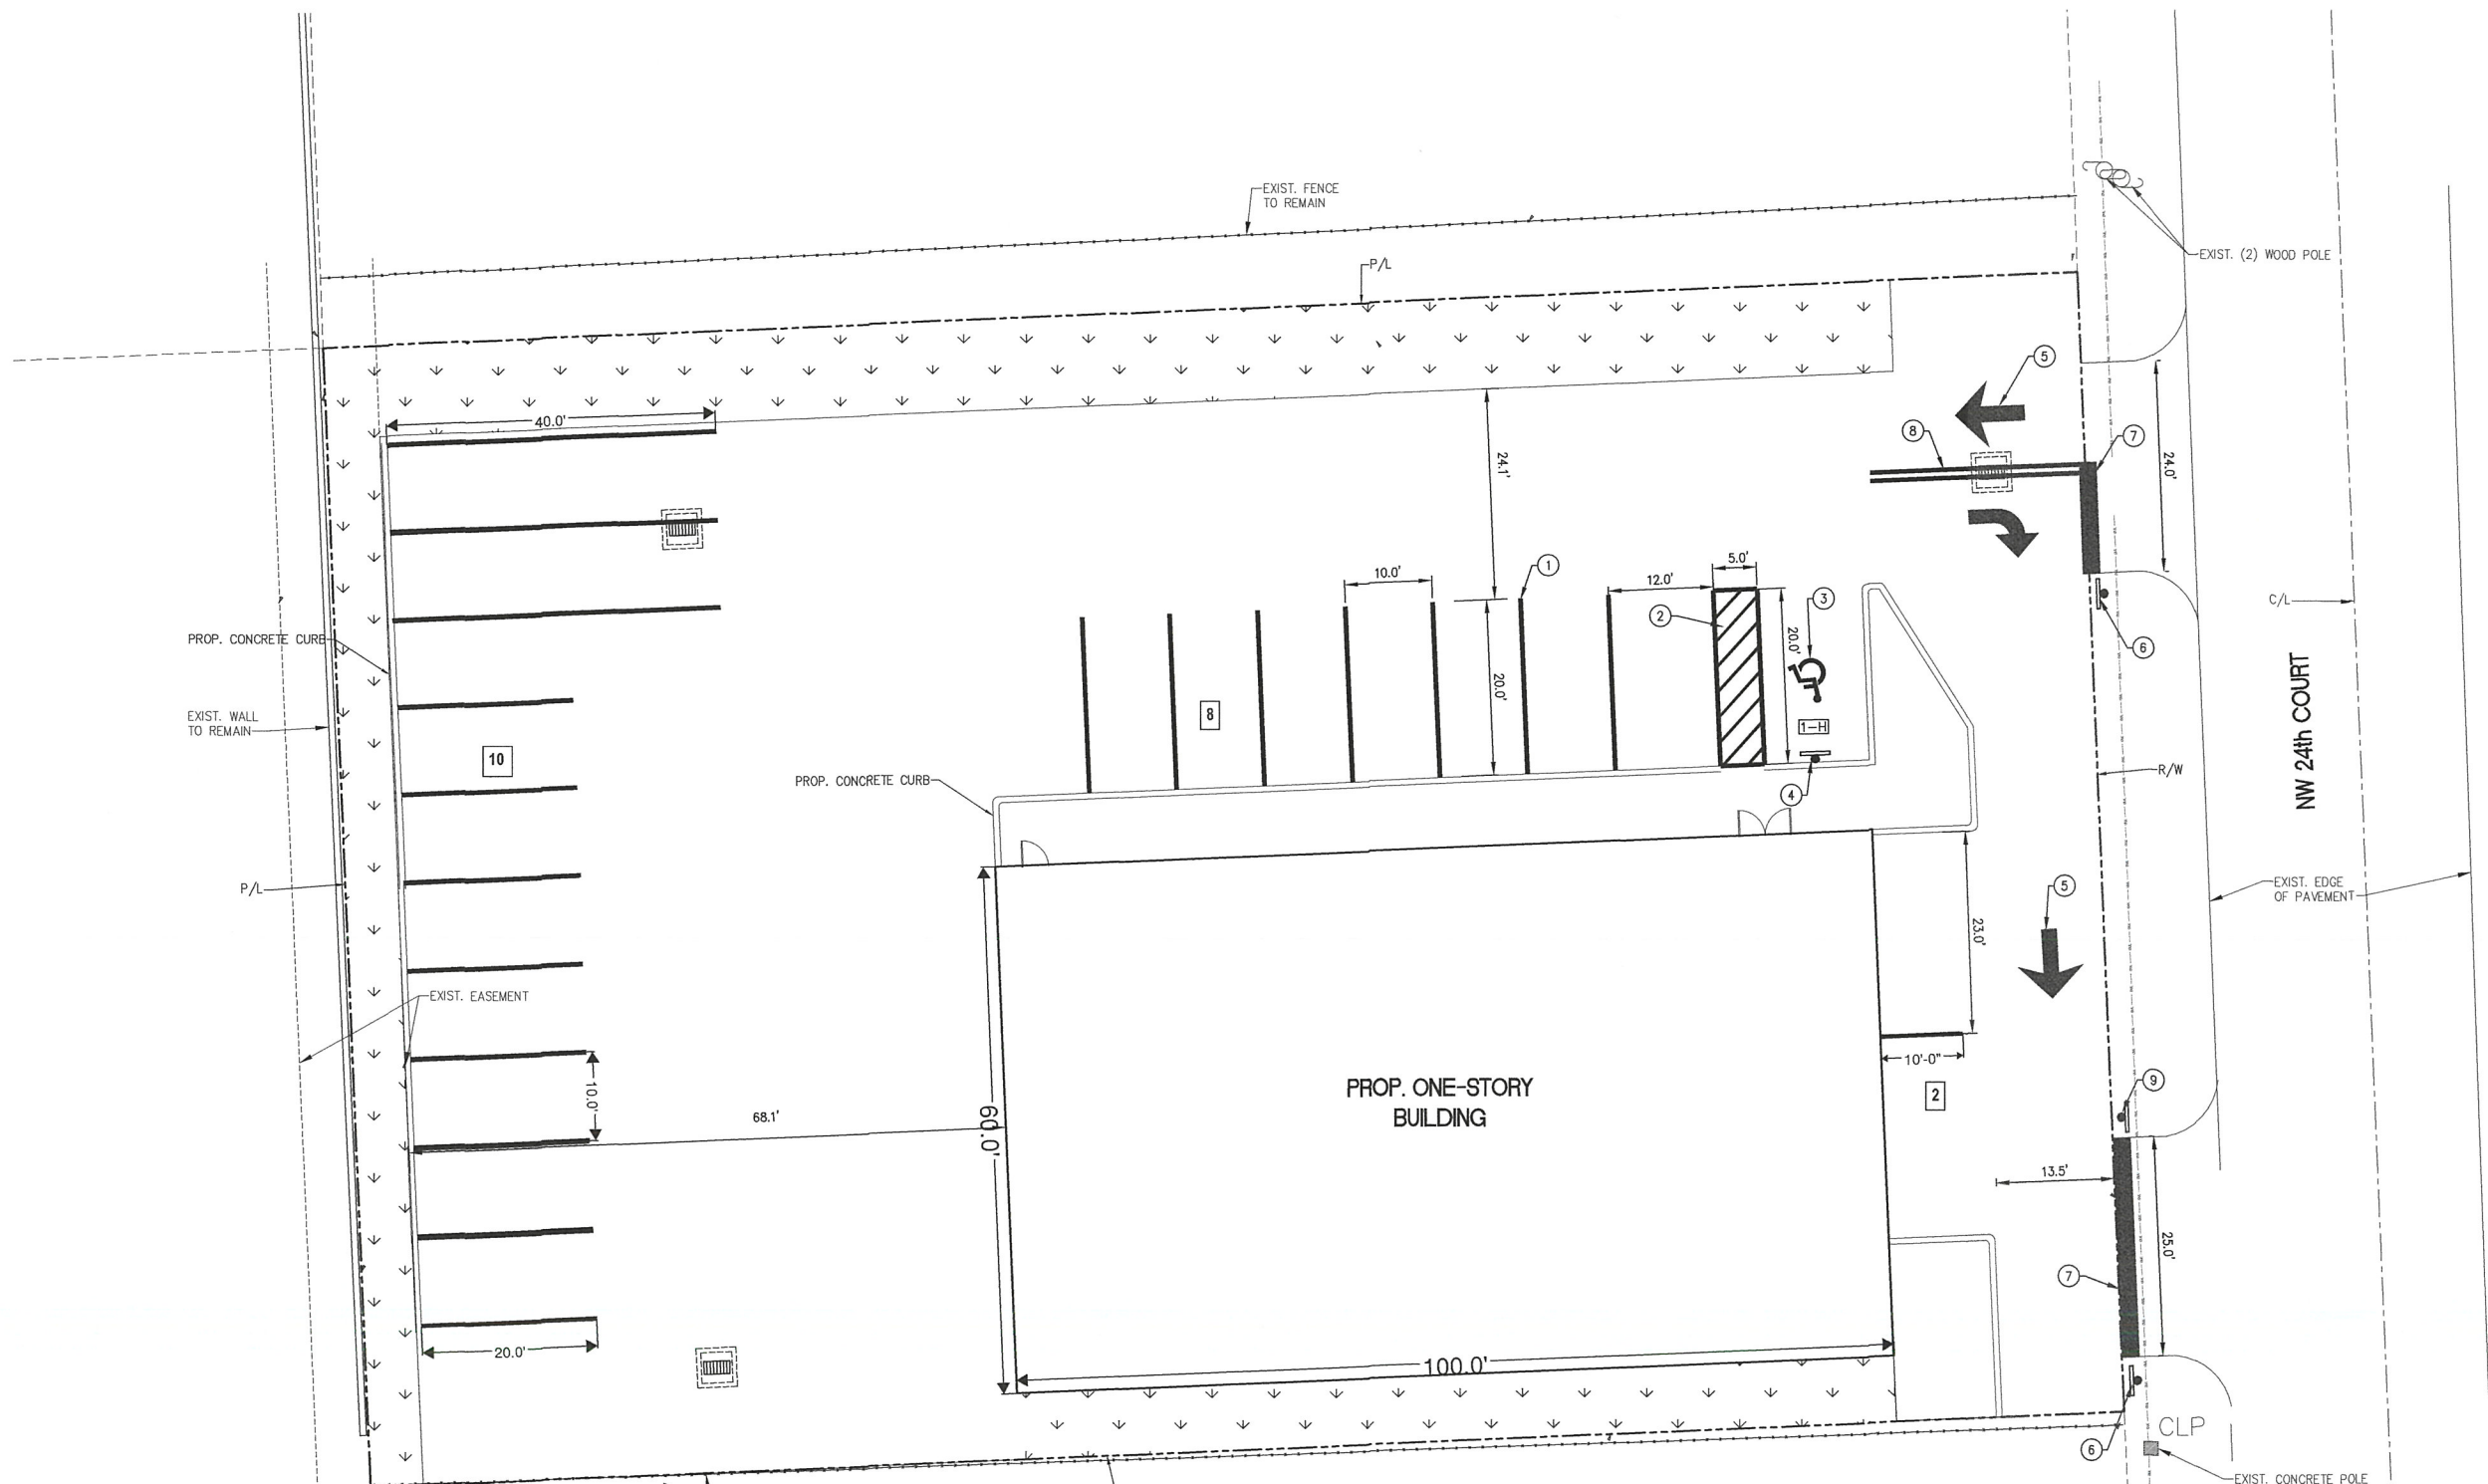 EXIST. FENCE
TO REMAIN
P/L
EXIST. (2) WOOD POLE
5
8
7
40.0'
24.1'
24.0'
5.0'
1
10.0'
12.0'
3
2
C/L
6
PROP. CONCRETE CURB
20.0'
20.0'
NW 24th COURT
EXIST. WALL
TO REMAIN
8
1-H
10
R/W
PROP. CONCRETE CURB
4
P/L
5
EXIST. EDGE
OF PAVEMENT
23.0'
EXIST. EASEMENT
10'-0"
9
10.0'
PROP. ONE-STORY
BUILDING
2
68.1'
60.0'
13.5'
25.0'
7
20.0'
100.0'
CLP
6
EXIST. CONCRETE POLE